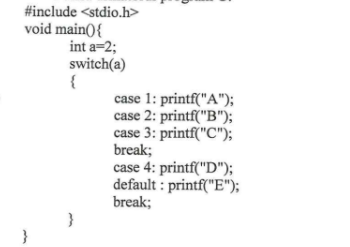 #include <stdio.h>
void main(){
int a=2;
switch(a)
{
case 1: printf("A");
case 2: printf("B");
case 3: printf("C");
break;
case 4: printf("D");
default : printf("E");
break;
}
}